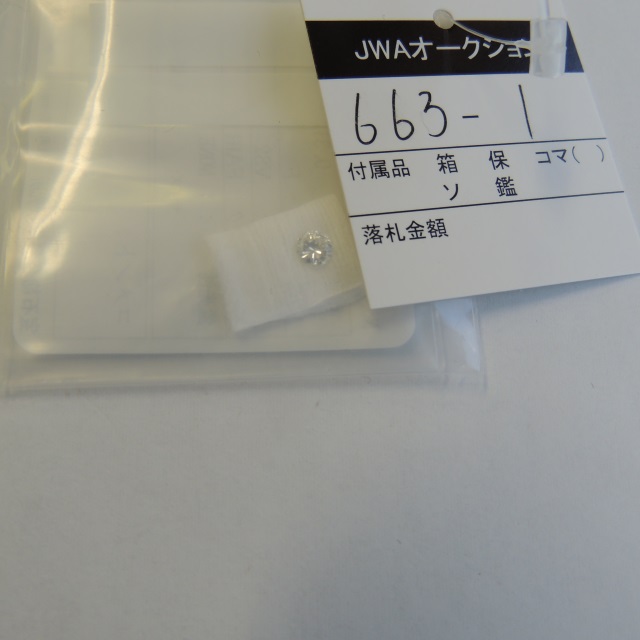 JWAオークショ
663-1
付属品 箱 保 コマ( )
ソ 鑑
落札金額